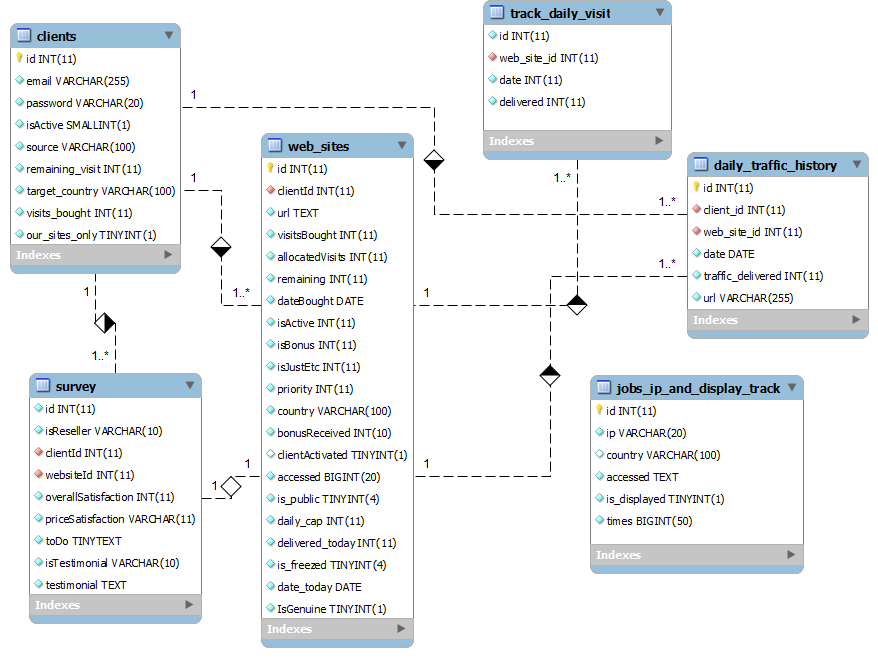 clients
id INT(11)
email VARCHAR(255)
password VARCHAR(20)
isActive SMALLINT(1)
source VARCHAR(100)
remaining_visit INT(11)
target_country VARCHAR(100)
visits_bought INT(11)
our_sites_only TINYINT(1)
Indexes
1
1
1
1..*
1..*
survey
id INT(11)
isReseller VARCHAR(10)
clientId INT(11)
websiteId INT(11)
overallSatisfaction INT(11)
priceSatisfaction VARCHAR(11)
toDo TINYTEXT
isTestimonial VARCHAR(10)
testimonial TEXT
Indexes
1
1
web_sites
id INT(11)
clientId INT(11)
url TEXT
visitsBought INT(11)
allocatedVisits INT(11)
remaining INT(11)
dateBought DATE
isActive INT(11)
isBonus INT(11)
isJustEtc INT(11)
priority INT(11)
country VARCHAR(100)
bonusReceived INT(10)
clientActivated TINYINT(1)
accessed BIGINT(20)
is_public TINYINT(4)
daily_cap INT(11)
delivered_today INT(11)
is_freezed TINYINT(4)
date_today DATE
IsGenuine TINYINT(1)
Indexes
1
1
track_daily_visit
id INT(11)
web_site_id INT(11)
date INT(11)
delivered INT(11)
Indexes
1..*
1..*
1..*
daily_traffic_history
id INT(11)
client_id INT(11)
web_site_id INT(11)
date DATE
traffic_delivered INT(11)
url VARCHAR(255)
Indexes
jobs_ip_and_display_track
id INT(11)
ip VARCHAR(20)
country VARCHAR(100)
accessed TEXT
is_displayed TINYINT(1)
times BIGINT(50)
Indexes